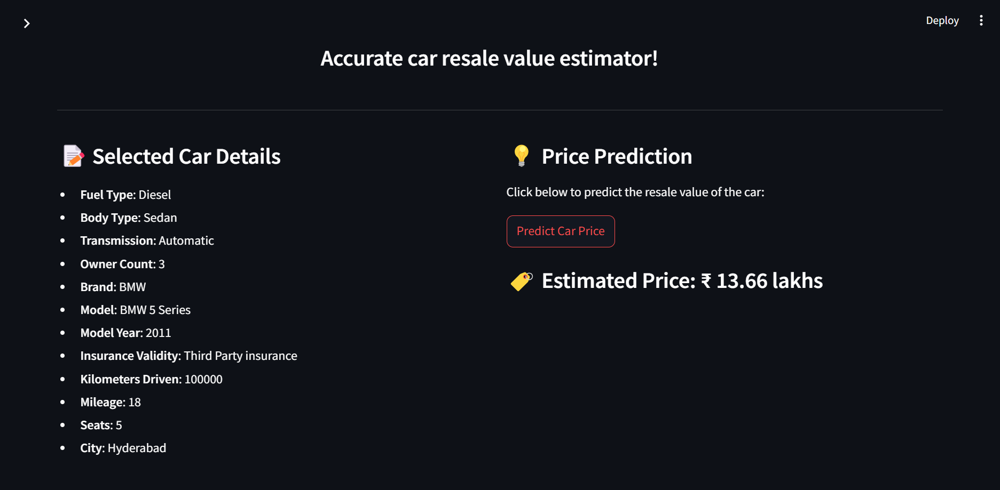 Deploy
Accurate car resale value estimator!
Selected Car Details
Fuel Type: Diesel
Body Type: Sedan
Transmission: Automatic
Owner Count: 3
Brand: BMW
Model: BMW 5 Series
Model Year: 2011
Insurance Validity: Third Party insurance
Kilometers Driven: 100000
Mileage: 18
Seats: 5
City: Hyderabad
Price Prediction
Click below to predict the resale value of the car:
Predict Car Price
Estimated Price: ₹ 13.66 lakhs